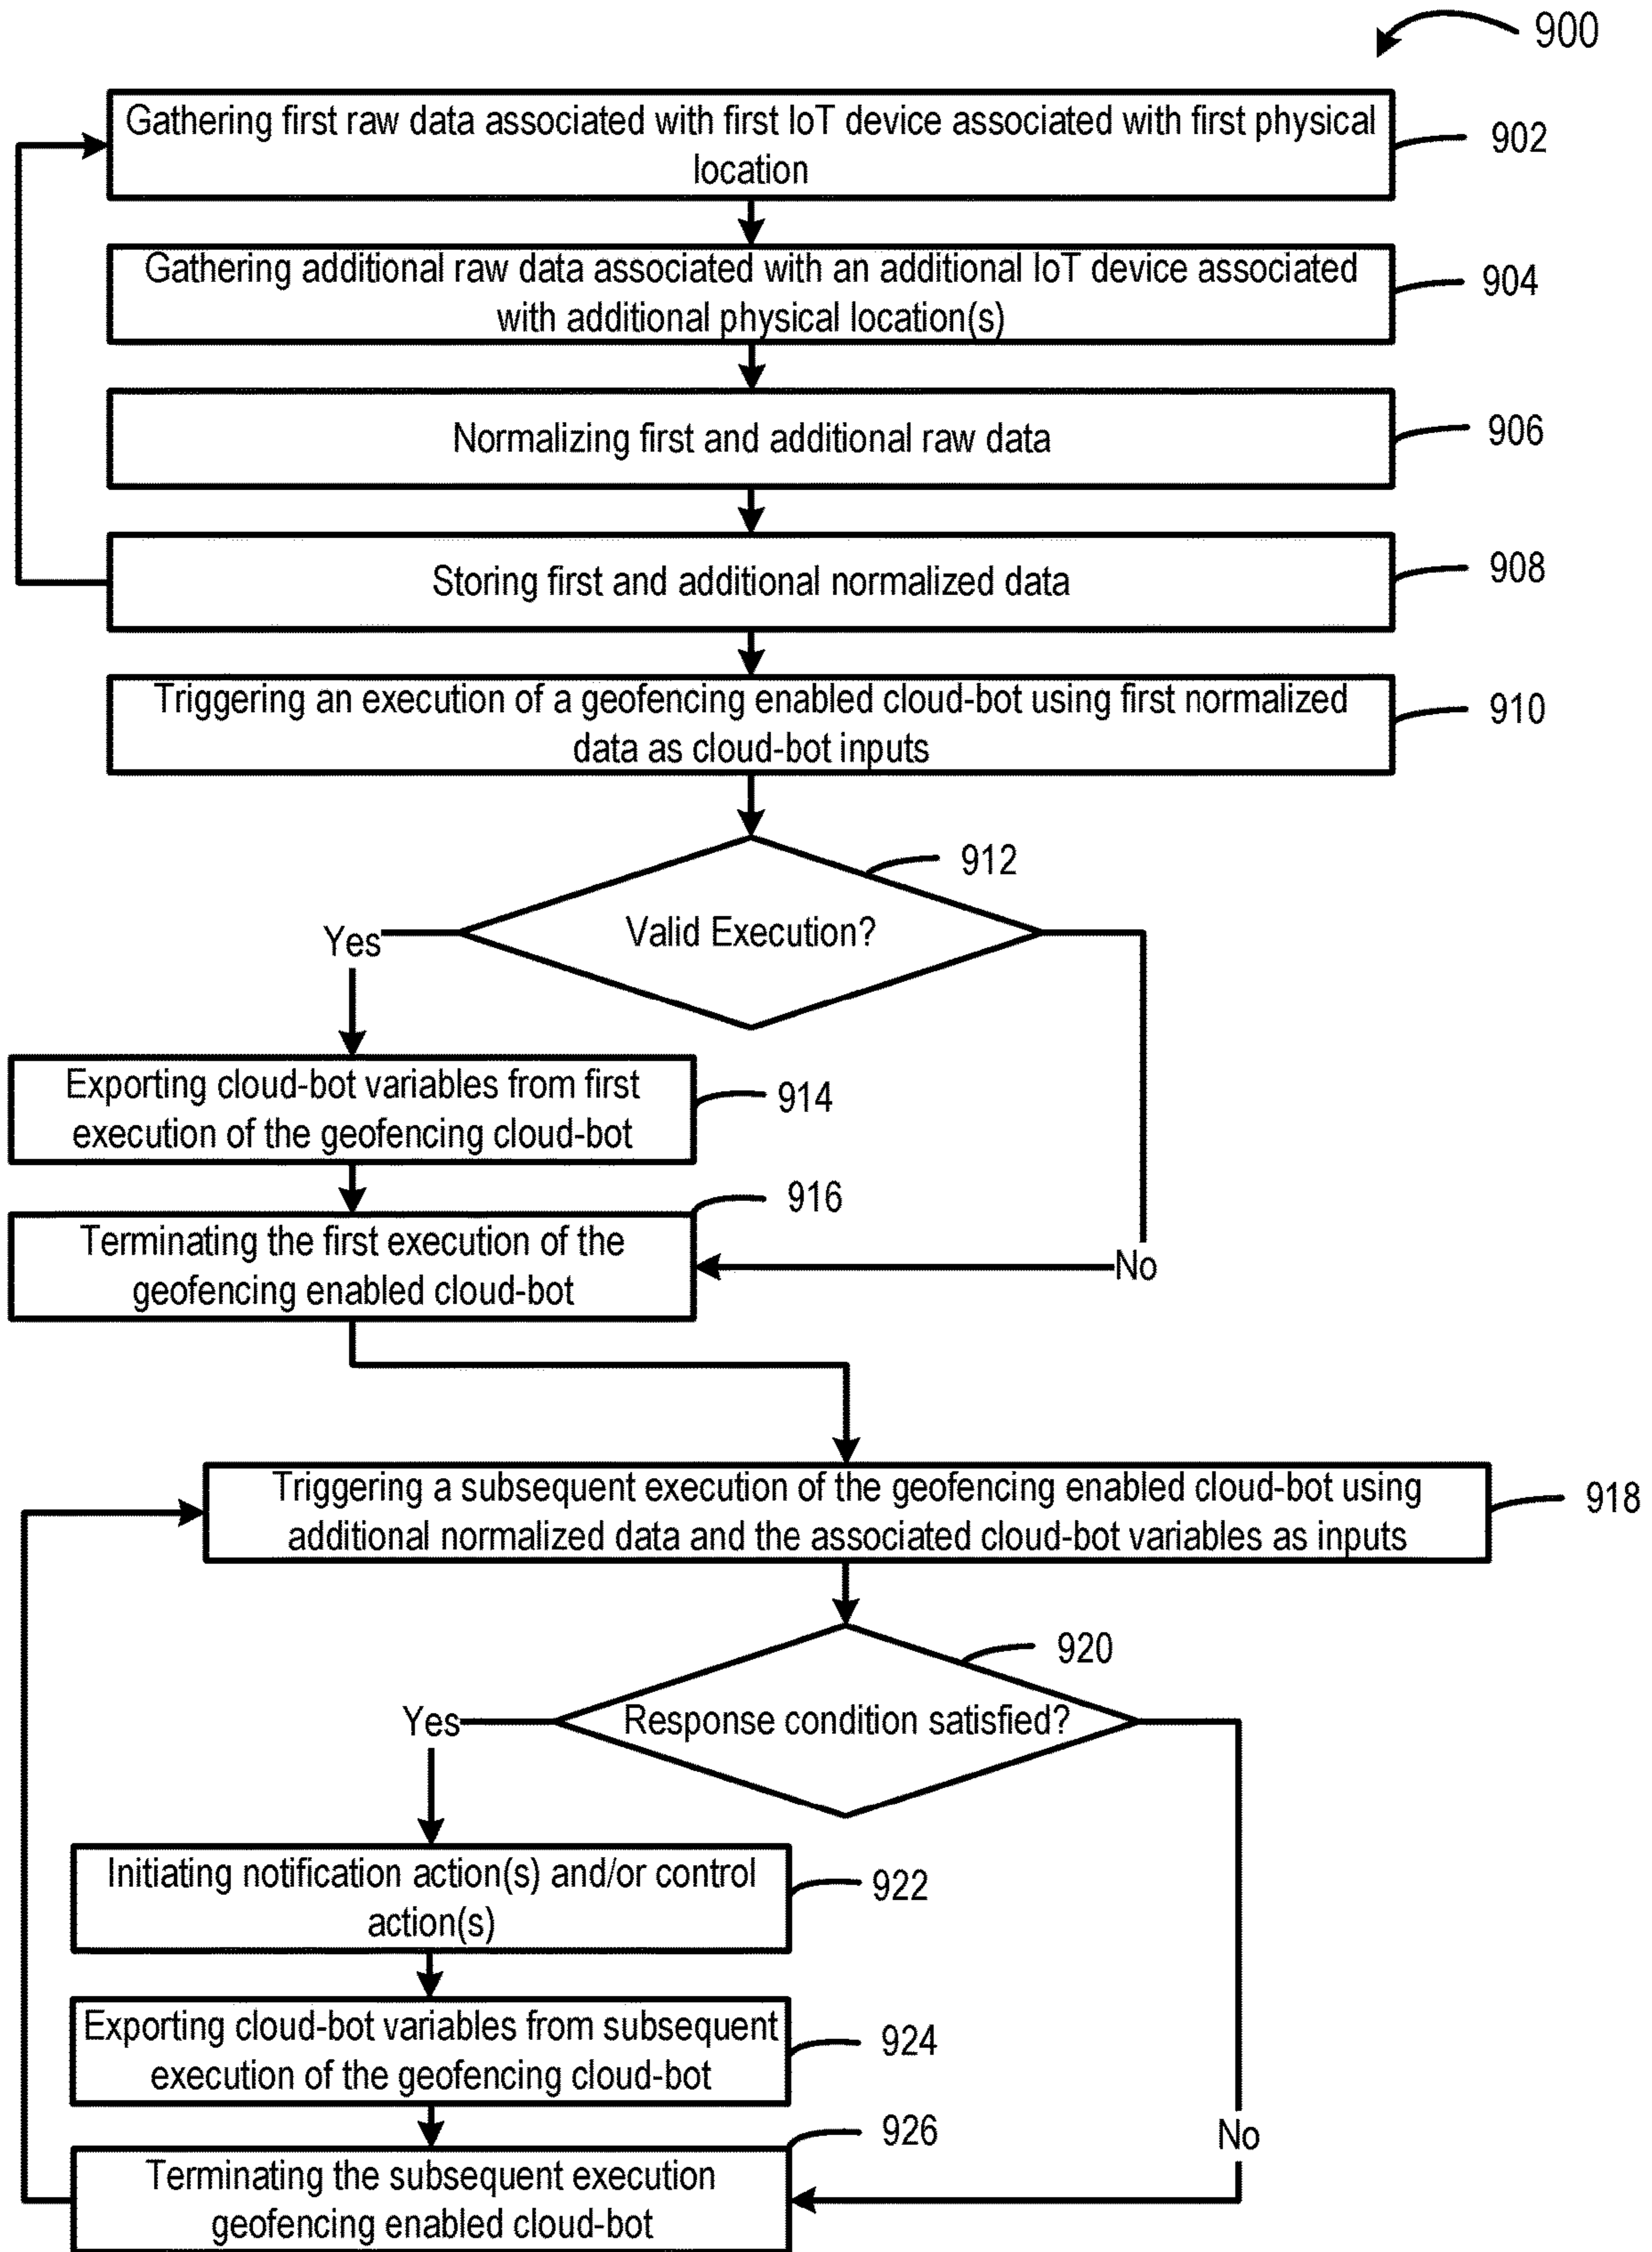 900
Gathering first raw data associated with first IoT device associated with first physical
location
902
Gathering additional raw data associated with an additional IoT device associated
with additional physical location(s)
904
Normalizing first and additional raw data
906
Storing first and additional normalized data
908
Triggering an execution of a geofencing enabled cloud-bot using first normalized
data as cloud-bot inputs
910
912
Valid Execution?
Yes
Exporting cloud-bot variables from first
execution of the geofencing cloud-bot
914
916
Terminating the first execution of the
geofencing enabled cloud-bot
No
Triggering a subsequent execution of the geofencing enabled cloud-bot using
additional normalized data and the associated cloud-bot variables as inputs
918
920
Response condition satisfied?
Yes
Initiating notification action(s) and/or control
action(s)
922
Exporting cloud-bot variables from subsequent
execution of the geofencing cloud-bot
924
926
No
Terminating the subsequent execution
geofencing enabled cloud-bot